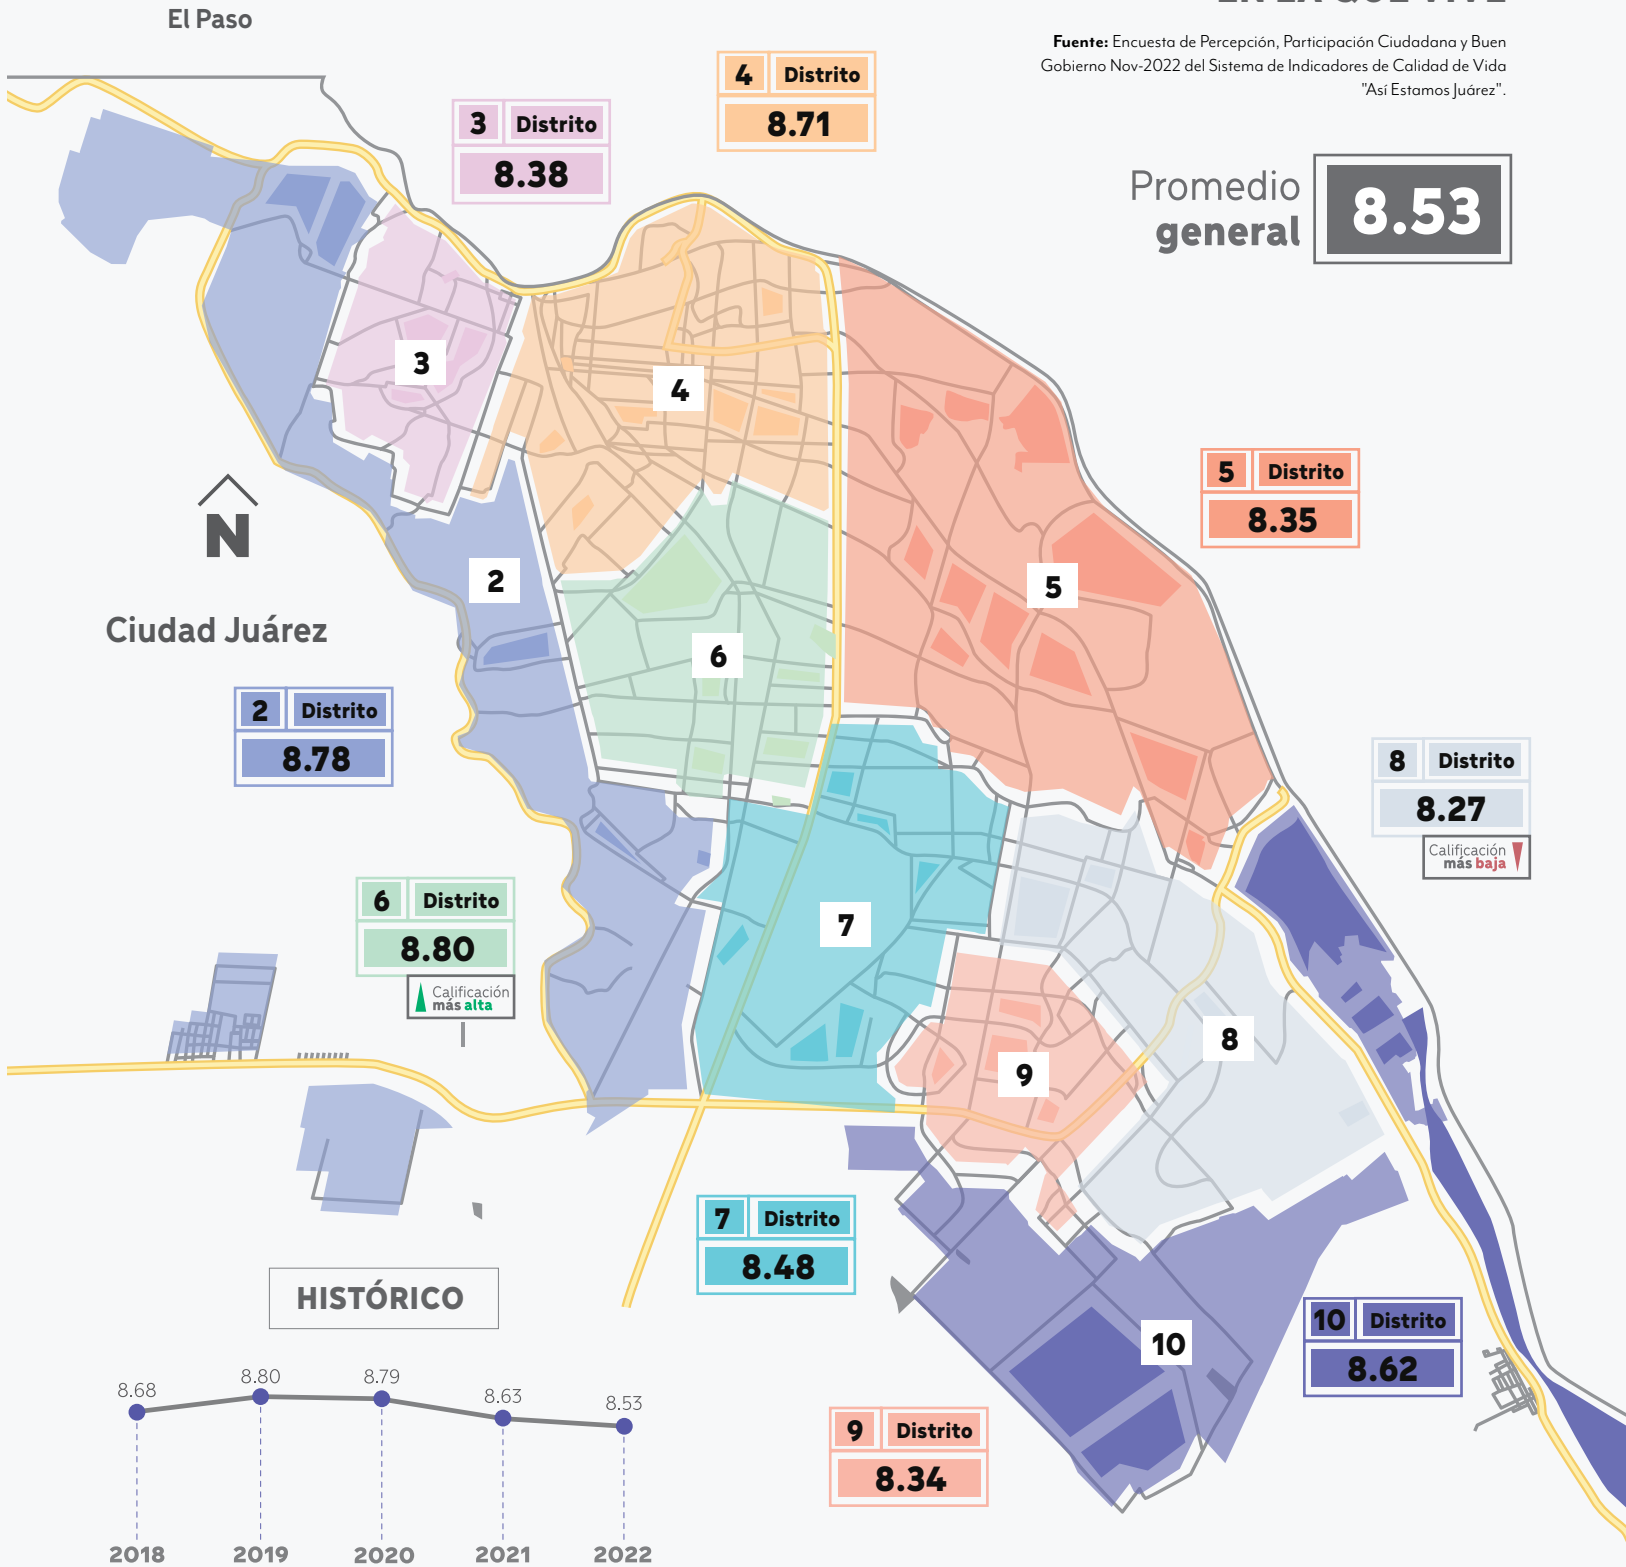 El Paso
EN LA QUE VIVE
Fuente: Encuesta de Percepción, Participación Ciudadana y Buen
Gobierno Nov-2022 del Sistema de Indicadores de Calidad de Vida
"Así Estamos Juárez".
4 Distrito
8.71
3 Distrito
8.38
Promedio
general
8.53
3
4
5 Distrito
8.35
N
2
5
Ciudad Juárez
6
2 Distrito
8.78
8 Distrito
8.27
Calificación
más baja
6 Distrito
8.80
Calificación
más alta
7
8
9
7 Distrito
8.48
HISTÓRICO
10 Distrito
8.62
10
8.68
8.80
8.79
8.63
8.53
9 Distrito
8.34
2018
2019
2020
2021
2022